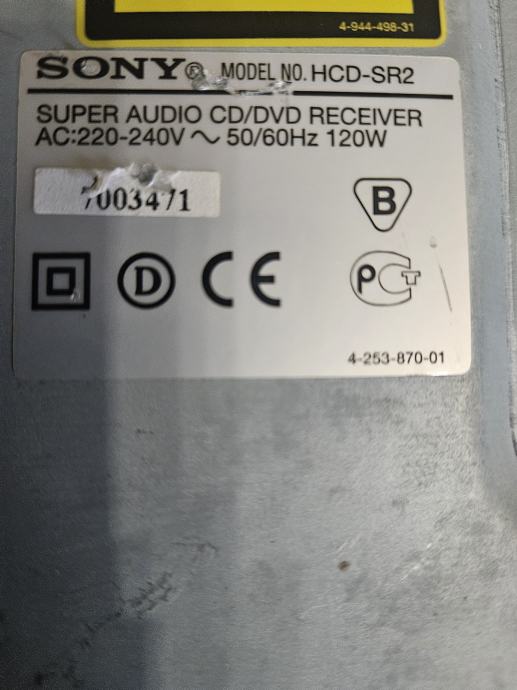 4-944-498-31
SONY® MODEL NO. HCD-SR2
SUPER AUDIO CD/DVD RECEIVER
AC:220-240V ~ 50/60Hz 120W
7003471
B
D CE PCT
4-253-870-01